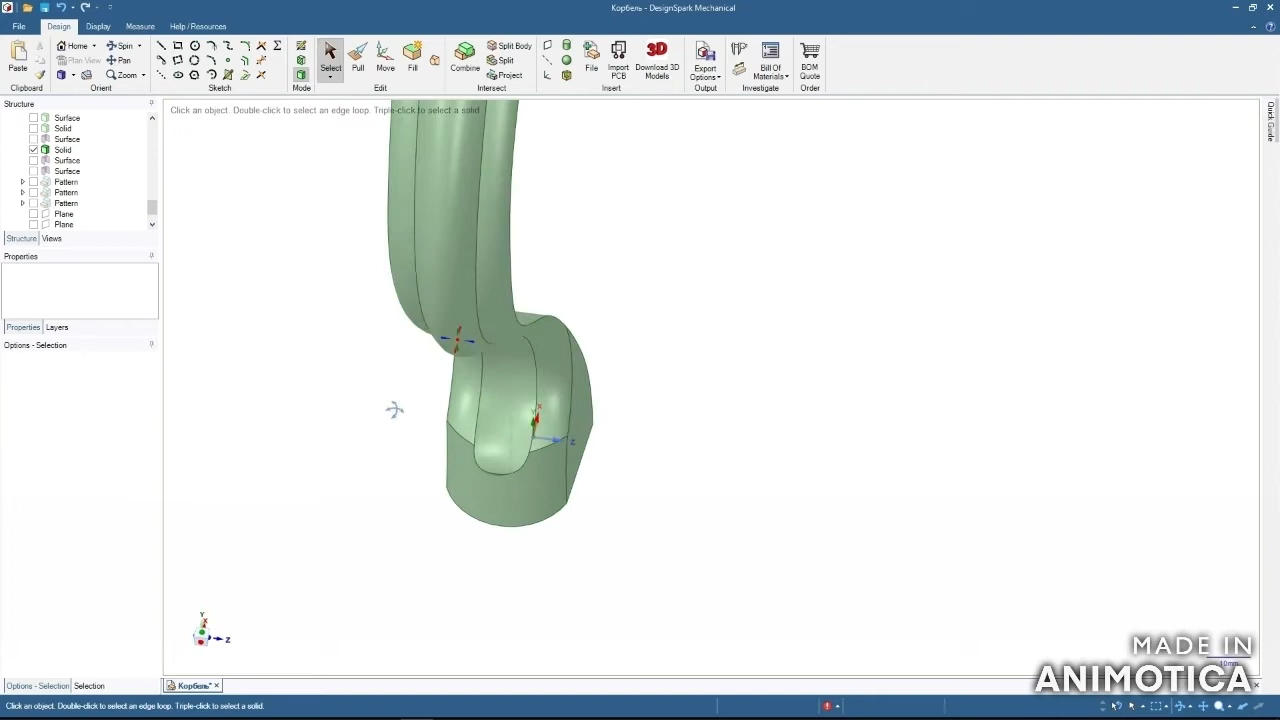 Корбель - DesignSpark Mechanical
File Design Display Measure Help / Resources
Paste
Home
Plan View
Spin
Pan
Zoom
Select
Pull
Move
Fill
Combine
Split Body
Split
Project
File
Import PCB
Download 3D Models
3D
Export Options
Bill Of Materials
BOM Quote
Clipboard Orient Sketch Mode Edit Intersect Insert Output Investigate Order
Structure
Click an object. Double-click to select an edge loop. Triple-click to select a solid
Quick Guide
Surface
Solid
Surface
Solid
Surface
Surface
Pattern
Pattern
Pattern
Plane
Plane
Structure Views
Properties
Properties Layers
Options - Selection
X
Y
Z
Y
X
Z
MADE IN
10mm
ANIMOTICA
Options - Selection Selection
Корбель*
Click an object. Double-click to select an edge loop. Triple-click to select a solid.